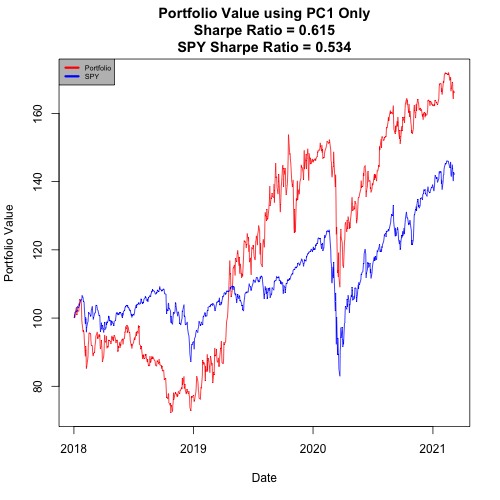 Portfolio Value using PC1 Only
Sharpe Ratio = 0.615
SPY Sharpe Ratio = 0.534
Portfolio
SPY
Portfolio Value
160
140
120
100
80
2018 2019 2020 2021
Date